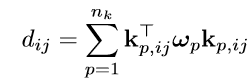 d_{ij} = \sum_{p=1}^{n_k} \mathbf{k}_{p,ij}^{\top} \boldsymbol{\omega}_p \mathbf{k}_{p,ij}